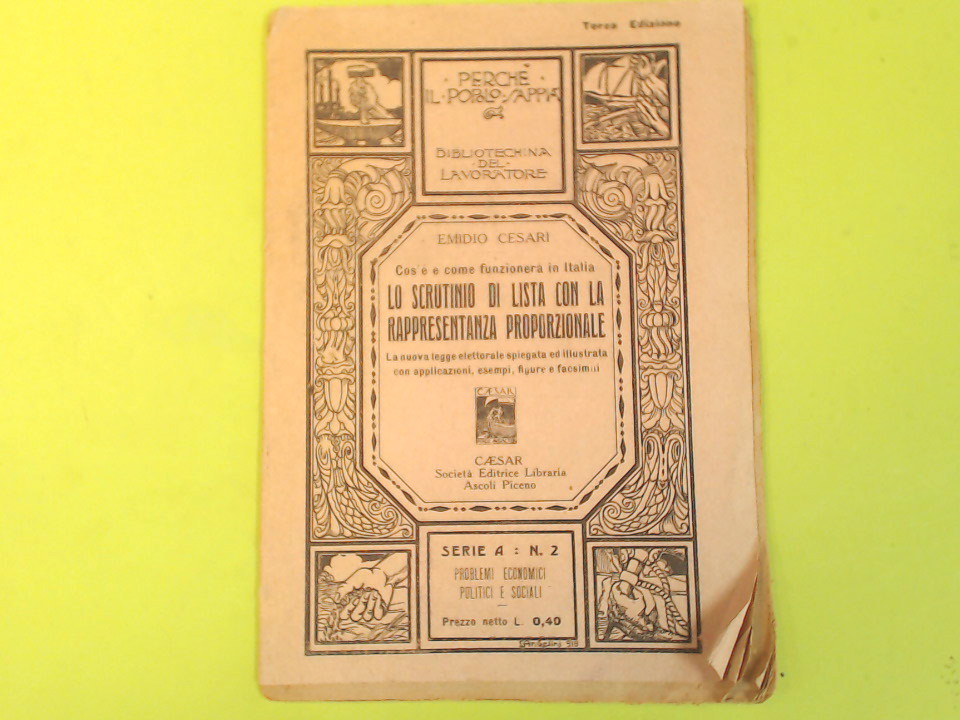 Terza Edizione
PERCHÈ
IL · POPOLO · SAPPIA
BIBLIOTECHINA
· DEL ·
LAVORATORE
EMIDIO CESARI
Cos'è e come funzionerà in Italia
LO SCRUTINIO DI LISTA CON LA
RAPPRESENTANZA PROPORZIONALE
La nuova legge elettorale spiegata ed illustrata
con applicazioni, esempi, figure e facsimili
CÆSAR
CÆSAR
Società Editrice Libraria
Ascoli Piceno
SERIE A : N. 2
PROBLEMI ECONOMICI
POLITICI E SOCIALI
Prezzo netto L. 0,40